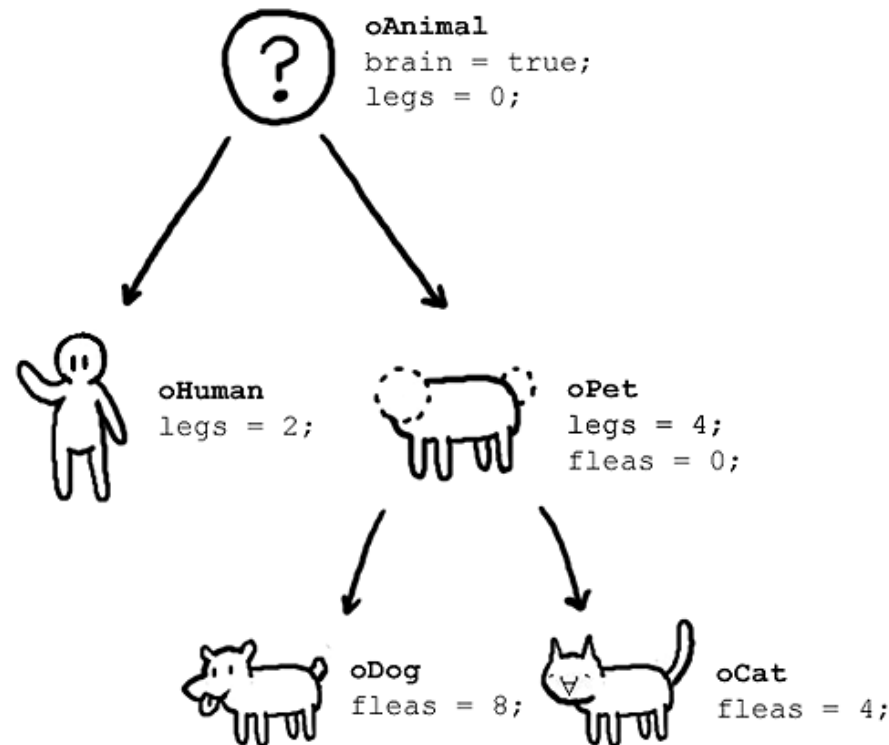 ?
oAnimal
brain = true;
legs = 0;
oHuman
legs = 2;
oPet
legs = 4;
fleas = 0;
oDog
fleas = 8;
oCat
fleas = 4;